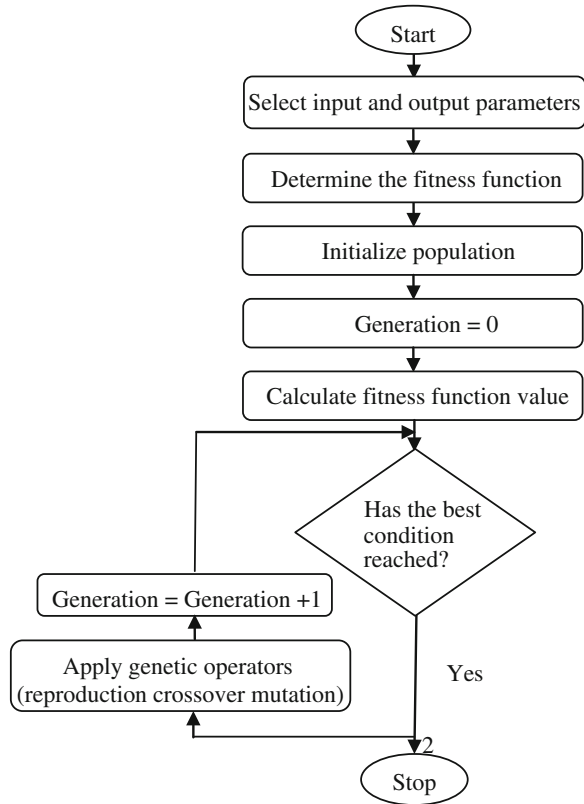 Start
Select input and output parameters
Determine the fitness function
Initialize population
Generation = 0
Calculate fitness function value
Has the best
condition
reached?
Generation = Generation +1
Apply genetic operators
(reproduction crossover mutation)
Yes
2
Stop